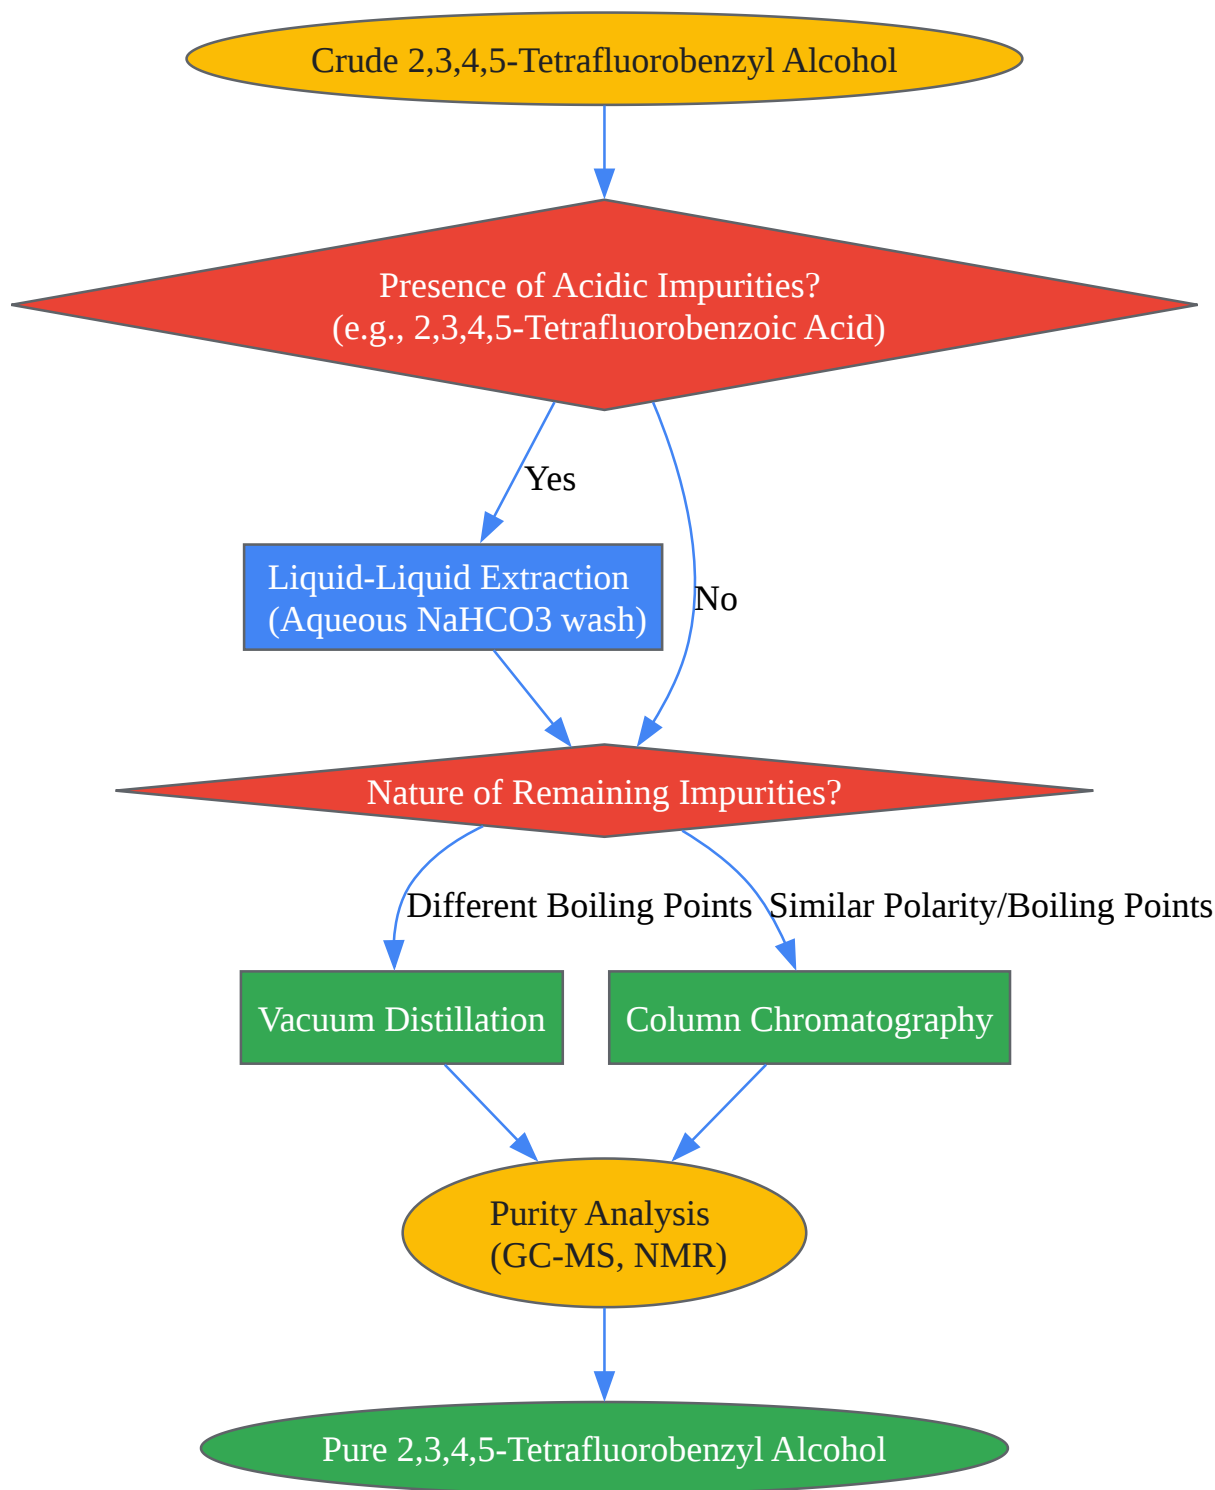 Crude 2,3,4,5-Tetrafluorobenzyl Alcohol
Presence of Acidic Impurities?
(e.g., 2,3,4,5-Tetrafluorobenzoic Acid)
Yes
Liquid-Liquid Extraction
(Aqueous NaHCO3 wash)
No
Nature of Remaining Impurities?
Different Boiling Points
Similar Polarity/Boiling Points
Vacuum Distillation
Column Chromatography
Purity Analysis
(GC-MS, NMR)
Pure 2,3,4,5-Tetrafluorobenzyl Alcohol